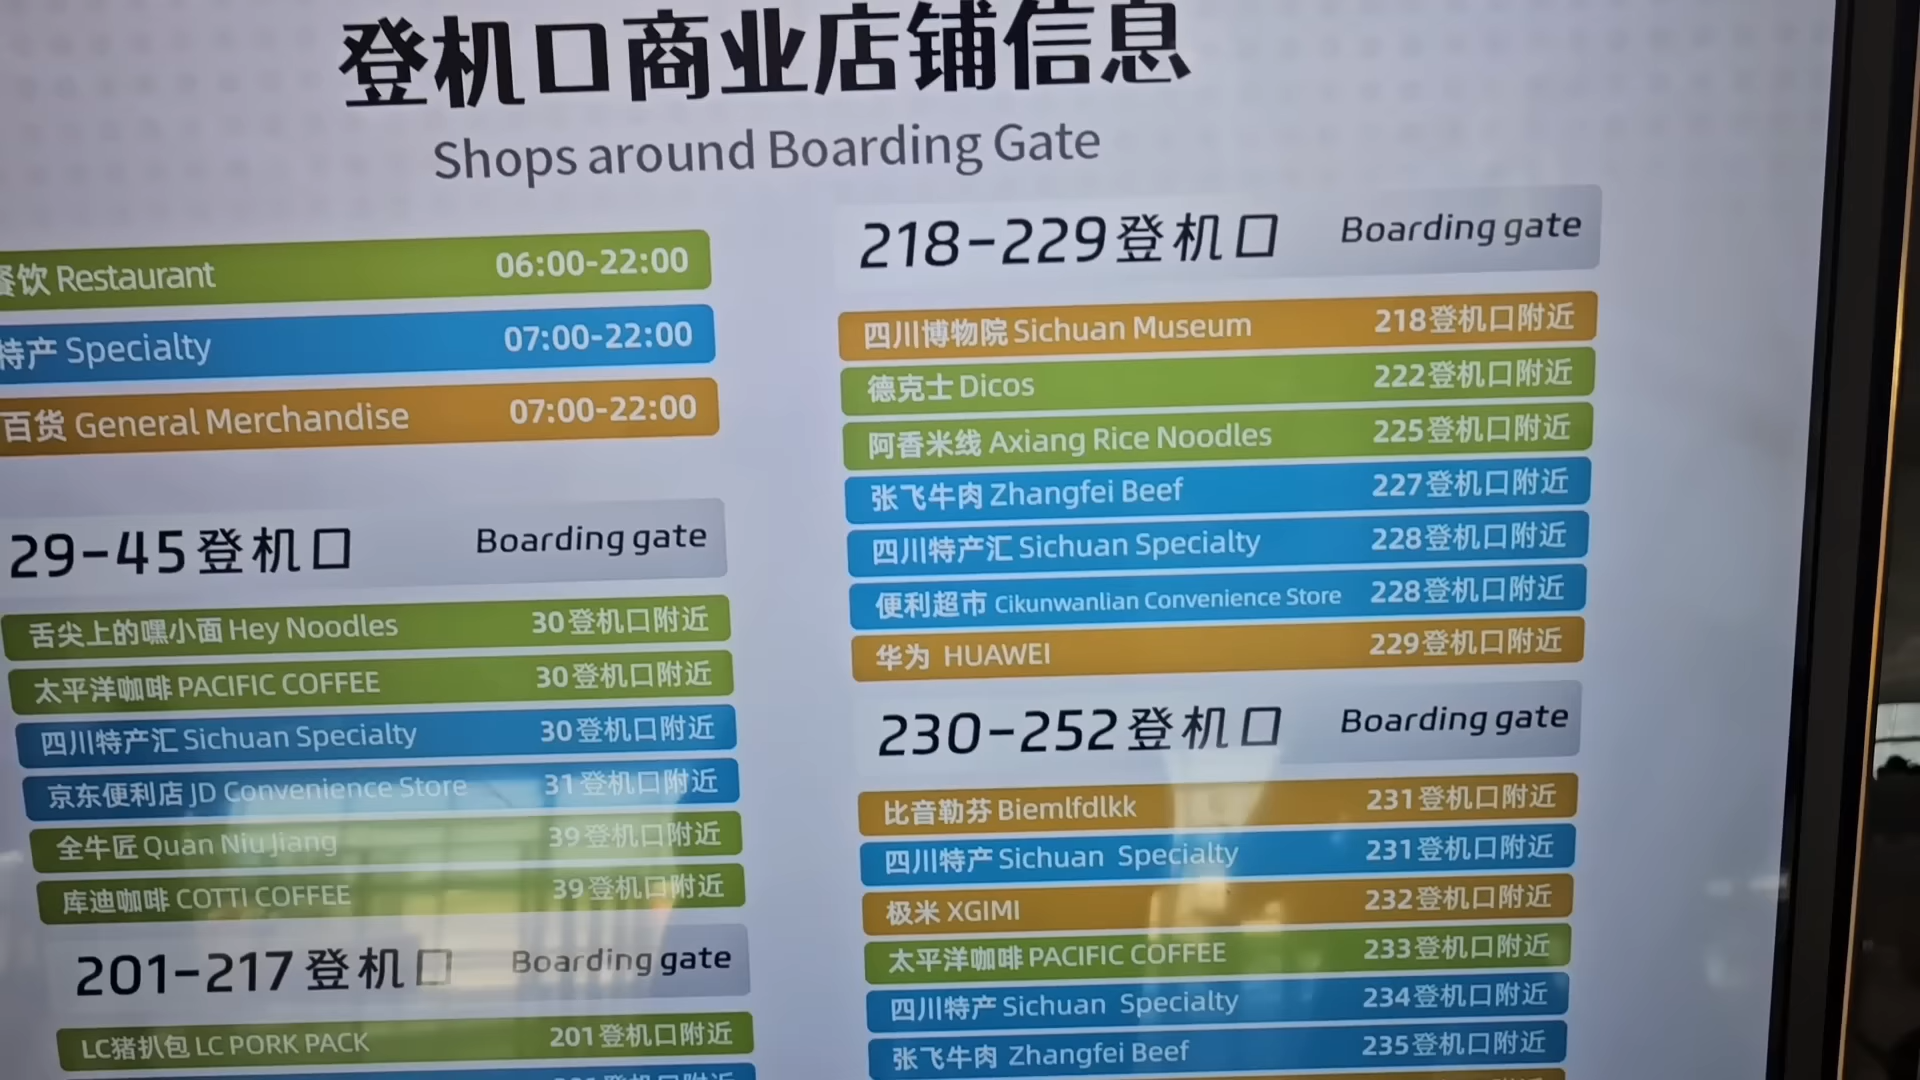 登机口商业店铺信息
Shops around Boarding Gate
餐饮 Restaurant 06:00-22:00
特产 Specialty 07:00-22:00
百货 General Merchandise 07:00-22:00
29-45登机口 Boarding gate
舌尖上的嘿小面 Hey Noodles 30登机口附近
太平洋咖啡 PACIFIC COFFEE 30登机口附近
四川特产汇 Sichuan Specialty 30登机口附近
京东便利店 JD Convenience Store 31登机口附近
全牛匠 Quan Niu Jiang 39登机口附近
库迪咖啡 COTTI COFFEE 39登机口附近
201-217登机口 Boarding gate
LC猪扒包 LC PORK PACK 201登机口附近
218-229登机口 Boarding gate
四川博物院 Sichuan Museum 218登机口附近
德克士 Dicos 222登机口附近
阿香米线 Axiang Rice Noodles 225登机口附近
张飞牛肉 Zhangfei Beef 227登机口附近
四川特产汇 Sichuan Specialty 228登机口附近
便利超市 Cikunwanlian Convenience Store 228登机口附近
华为 HUAWEI 229登机口附近
230-252登机口 Boarding gate
比音勒芬 Biemlfdlkk 231登机口附近
四川特产 Sichuan Specialty 231登机口附近
极米 XGIMI 232登机口附近
太平洋咖啡 PACIFIC COFFEE 233登机口附近
四川特产 Sichuan Specialty 234登机口附近
张飞牛肉 Zhangfei Beef 235登机口附近